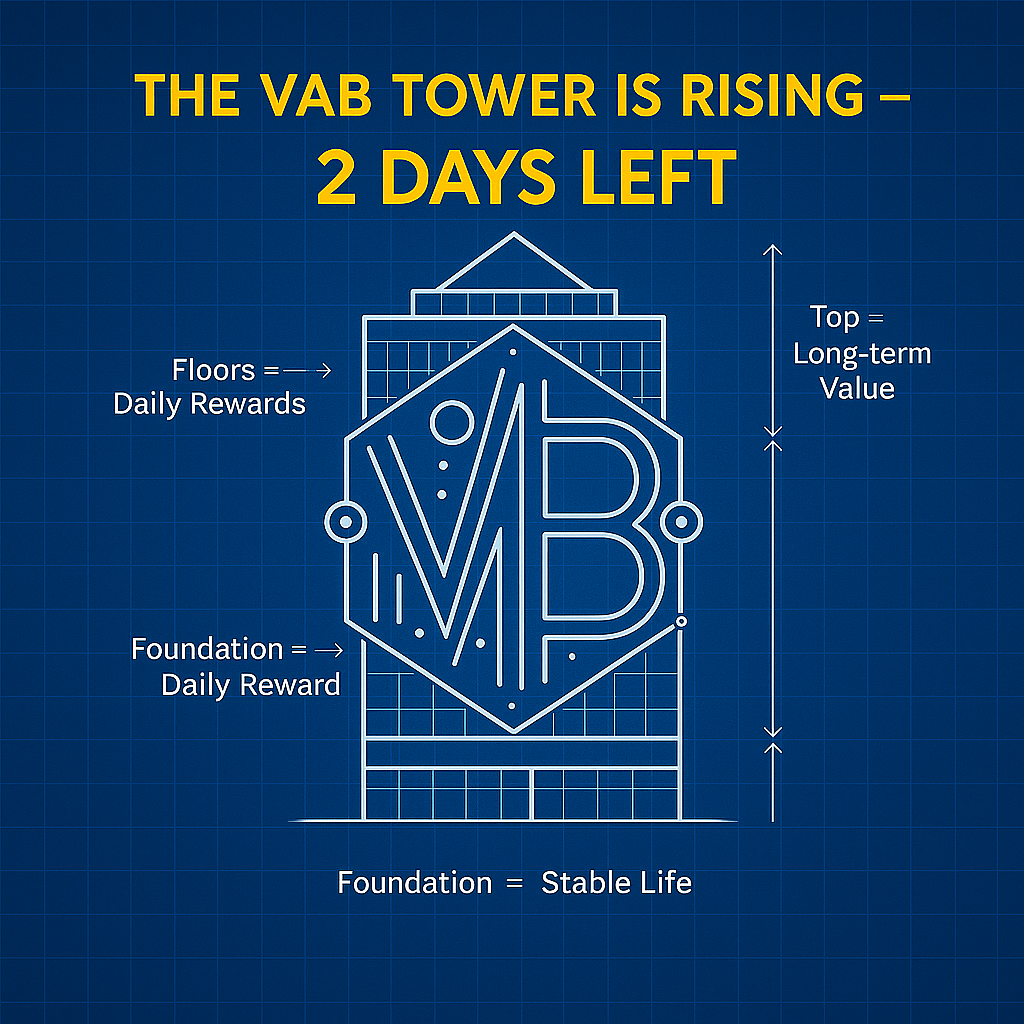 THE VAB TOWER IS RISING –
2 DAYS LEFT
Top =
Long-term
Value
Floors =
Daily Rewards
VB
Foundation =
Daily Reward
Foundation = Stable Life